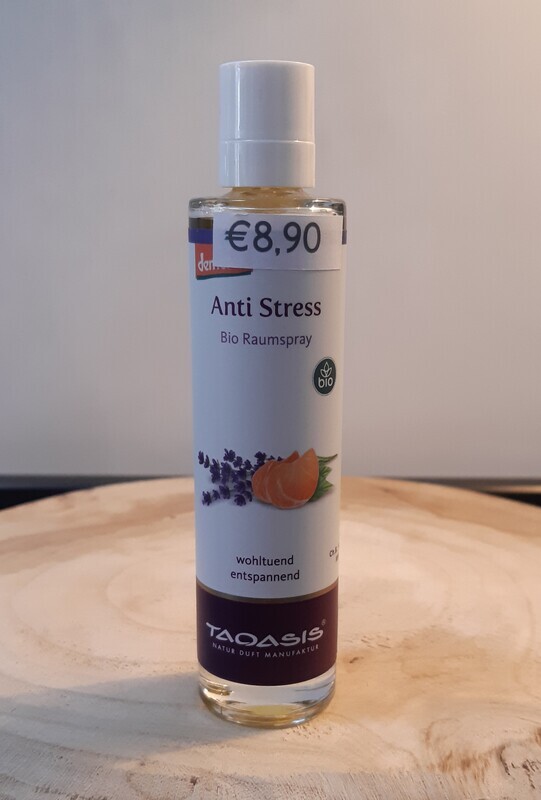 €8,90
Anti Stress
Bio Raumspray
bio
wohltuend
entspannend
TAOASIS®
NATUR DUFT MANUFAKTUR